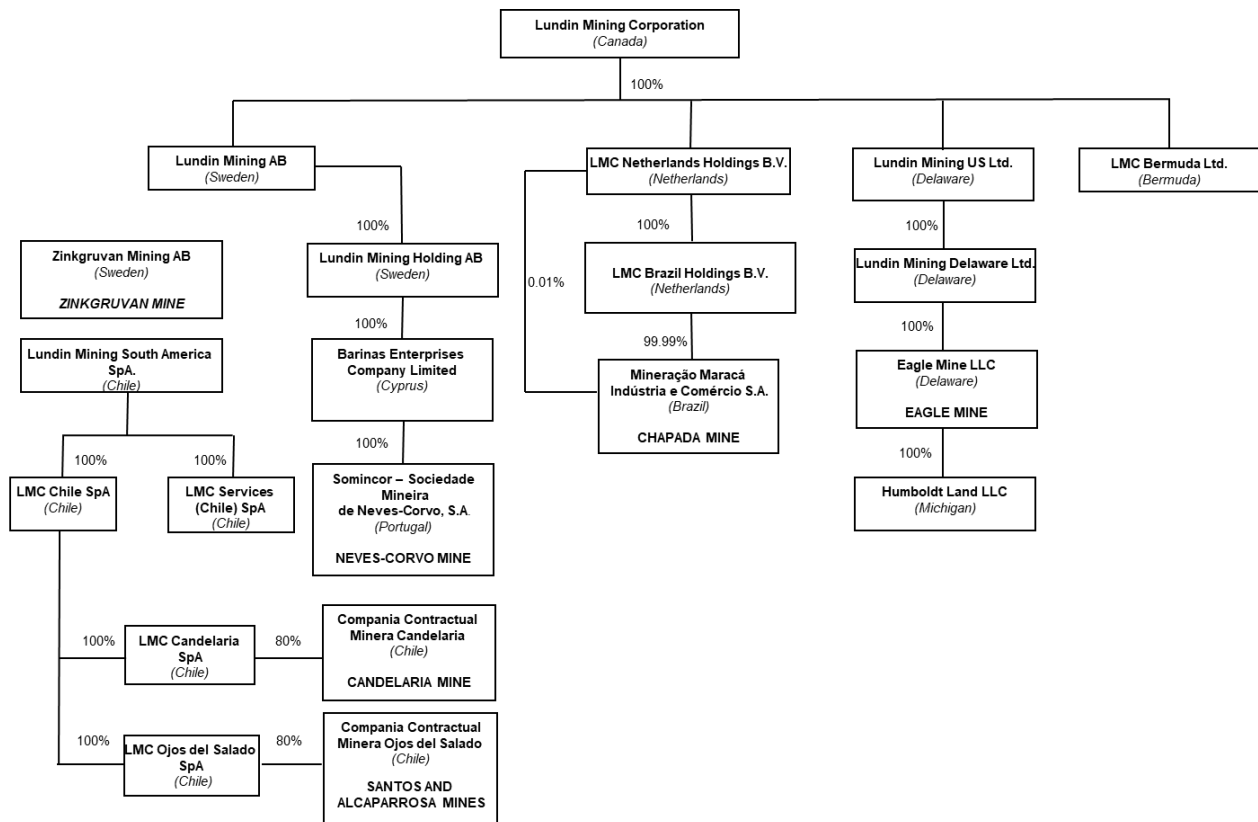 Lundin Mining Corporation
(Canada)
100%
Lundin Mining AB
(Sweden)
LMC Netherlands Holdings B.V.
(Netherlands)
Lundin Mining US Ltd.
(Delaware)
LMC Bermuda Ltd.
(Bermuda)
100%
100%
100%
Zinkgruvan Mining AB
(Sweden)
ZINKGRUVAN MINE
Lundin Mining Holding AB
(Sweden)
LMC Brazil Holdings B.V.
(Netherlands)
Lundin Mining Delaware Ltd.
(Delaware)
0.01%
100%
99.99%
100%
Lundin Mining South America
SpA.
(Chile)
Barinas Enterprises
Company Limited
(Cyprus)
Mineração Maracá
Indústria e Comércio S.A.
(Brazil)
CHAPADA MINE
Eagle Mine LLC
(Delaware)
EAGLE MINE
100%
100%
100%
100%
LMC Chile SpA
(Chile)
LMC Services
(Chile) SpA
(Chile)
Somincor – Sociedade
Mineira
de Neves-Corvo, S.A.
(Portugal)
NEVES-CORVO MINE
Humboldt Land LLC
(Michigan)
100%
LMC Candelaria
SpA
(Chile)
80%
Compania Contractual
Minera Candelaria
(Chile)
CANDELARIA MINE
100%
LMC Ojos del Salado
SpA
(Chile)
80%
Compania Contractual
Minera Ojos del Salado
(Chile)
SANTOS AND
ALCAPARROSA MINES